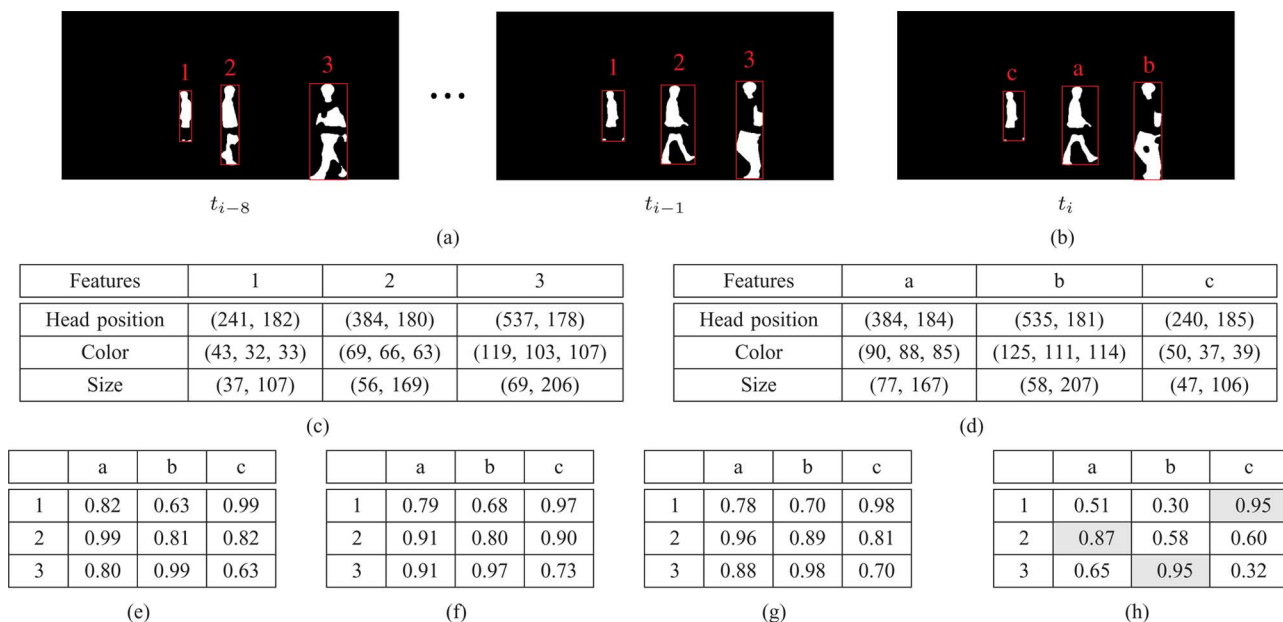 1 2 3
1 2 3
c a b
• • •
t_{i−8}
t_{i−1}
t_i
(a)
(b)
Features 1 2 3
Head position (241, 182) (384, 180) (537, 178)
Color (43, 32, 33) (69, 66, 63) (119, 103, 107)
Size (37, 107) (56, 169) (69, 206)
(c)
Features a b c
Head position (384, 184) (535, 181) (240, 185)
Color (90, 88, 85) (125, 111, 114) (50, 37, 39)
Size (77, 167) (58, 207) (47, 106)
(d)
a b c
1 0.82 0.63 0.99
2 0.99 0.81 0.82
3 0.80 0.99 0.63
(e)
a b c
1 0.79 0.68 0.97
2 0.91 0.80 0.90
3 0.91 0.97 0.73
(f)
a b c
1 0.78 0.70 0.98
2 0.96 0.89 0.81
3 0.88 0.98 0.70
(g)
a b c
1 0.51 0.30 0.95
2 0.87 0.58 0.60
3 0.65 0.95 0.32
(h)